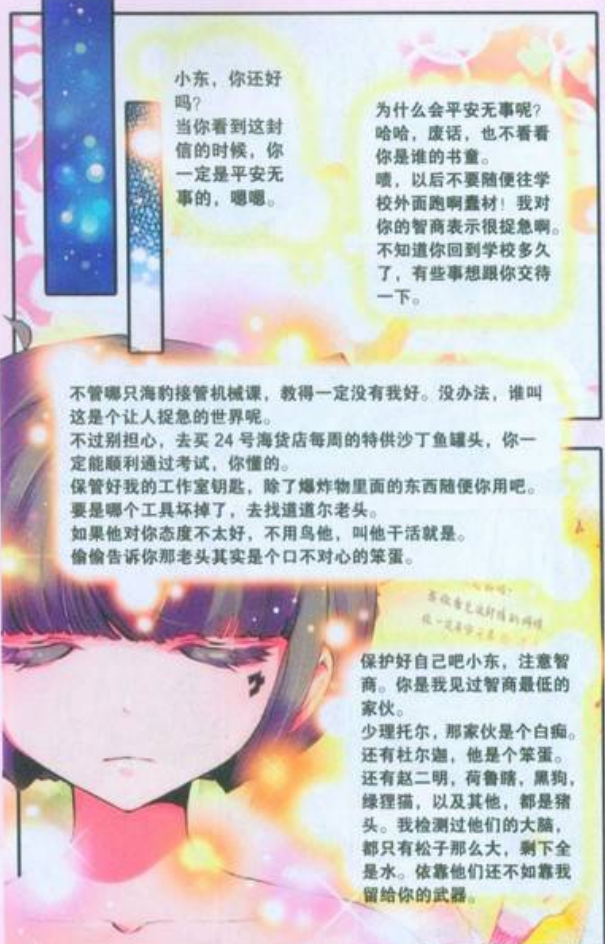 小东，你还好
吗？
当你看到这封
信的时候，你
一定是平安无
事的，嗯嗯。
为什么会平安无事呢？
哈哈，废话，也不看看
你是谁的书童。
啧，以后不要随便往学
校外面跑啊蠢材！我对
你的智商表示很捉急啊。
不知道你回到学校多久
了，有些事想跟你交待
一下。
不管哪只海豹接管机械课，教得一定没有我好。没办法，谁叫
这是个让人捉急的世界呢。
不过别担心，去买 24 号海货店每周的特供沙丁鱼罐头，你一
定能顺利通过考试，你懂的。
保管好我的工作室钥匙，除了爆炸物里面的东西随便你用吧。
要是哪个工具坏掉了，去找道道尔老头。
如果他对你态度不太好，不用鸟他，叫他干活就是。
偷偷告诉你那老头其实是个口不对心的笨蛋。
保护好自己吧小东，注意智
商。你是我见过智商最低的
家伙。
少理托尔，那家伙是个白痴。
还有杜尔迦，他是个笨蛋。
还有赵二明，荷鲁瞎，黑狗，
绿狸猫，以及其他，都是猪
头。我检测过他们的大脑，
都只有松子那么大，剩下全
是水。依靠他们还不如靠我
留给你的武器。